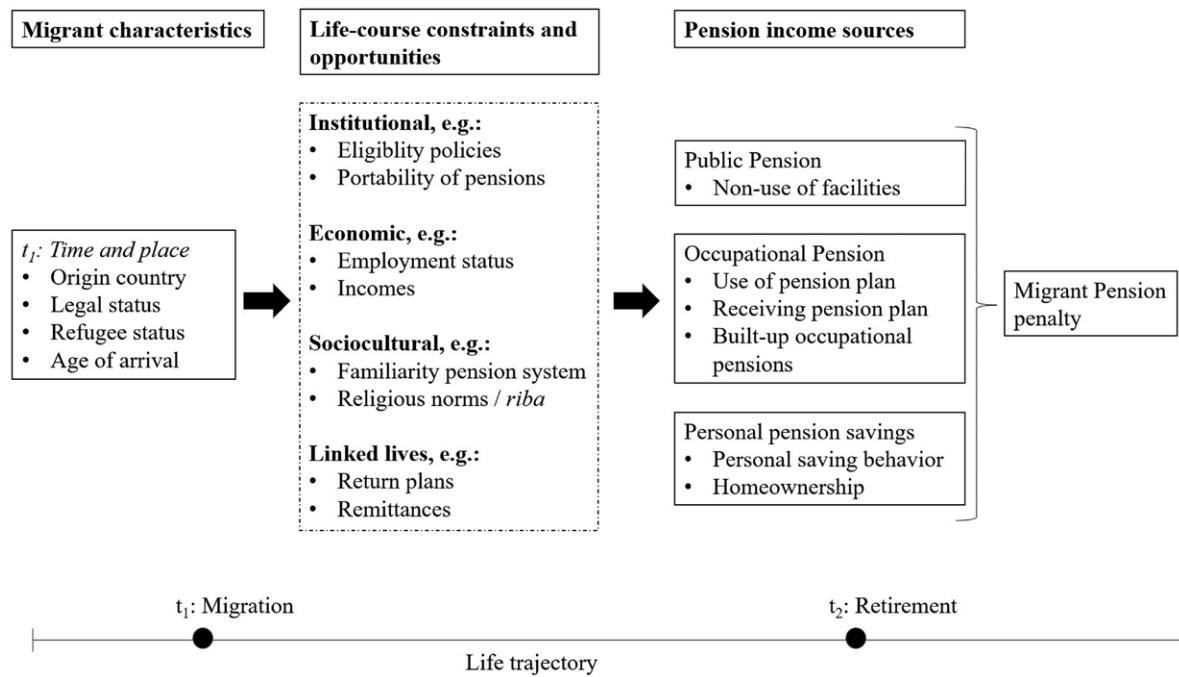 Migrant characteristics
Life-course constraints and
opportunities
Pension income sources
t₁: Time and place
• Origin country
• Legal status
• Refugee status
• Age of arrival
Institutional, e.g.:
• Eligiblity policies
• Portability of pensions
Economic, e.g.:
• Employment status
• Incomes
Sociocultural, e.g.:
• Familiarity pension system
• Religious norms / riba
Linked lives, e.g.:
• Return plans
• Remittances
Public Pension
• Non-use of facilities
Occupational Pension
• Use of pension plan
• Receiving pension plan
• Built-up occupational
pensions
Personal pension savings
• Personal saving behavior
• Homeownership
Migrant Pension
penalty
t₁: Migration
t₂: Retirement
Life trajectory